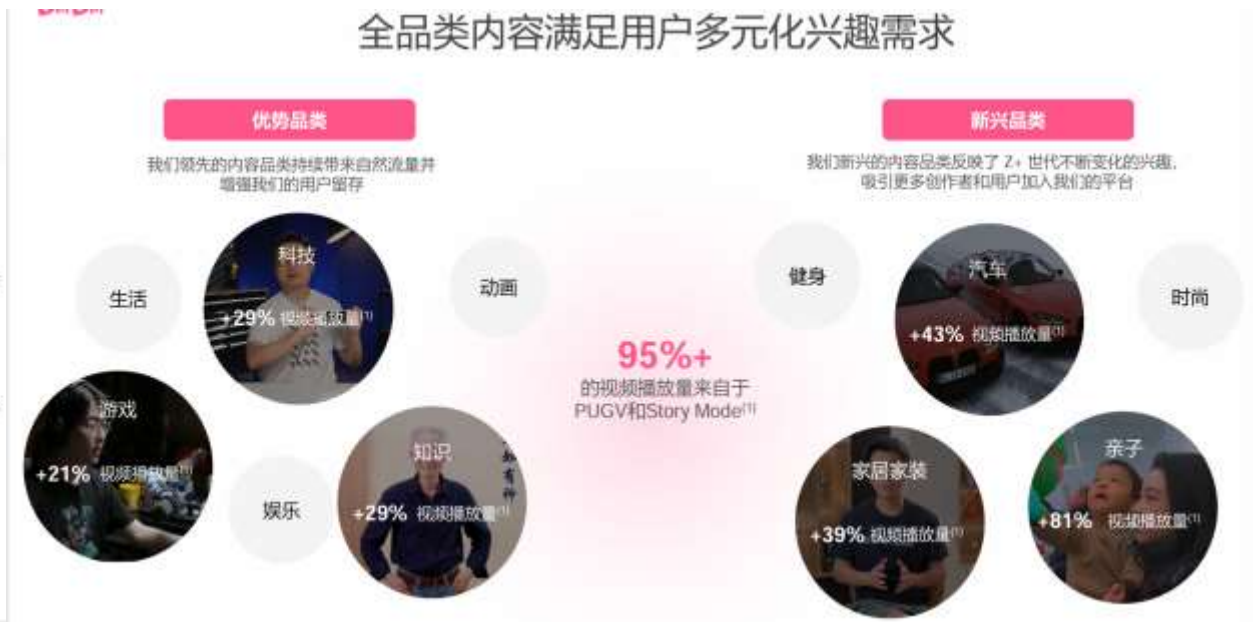 全品类内容满足用户多元化兴趣需求
优势品类
我们领先的内容品类持续带来自然流量并
增强我们的用户留存
生活
科技
+29% 视频播放量[1]
动画
游戏
+21% 视频播放量[1]
娱乐
知识
+29% 视频播放量[1]
95%+
的视频播放量来自于
PUGV和Story Mode[1]
新兴品类
我们新兴的内容品类反映了 Z+ 世代不断变化的兴趣,
吸引更多创作者和用户加入我们的平台
健身
汽车
+43% 视频播放量[1]
时尚
家居家装
+39% 视频播放量[1]
亲子
+81% 视频播放量[1]